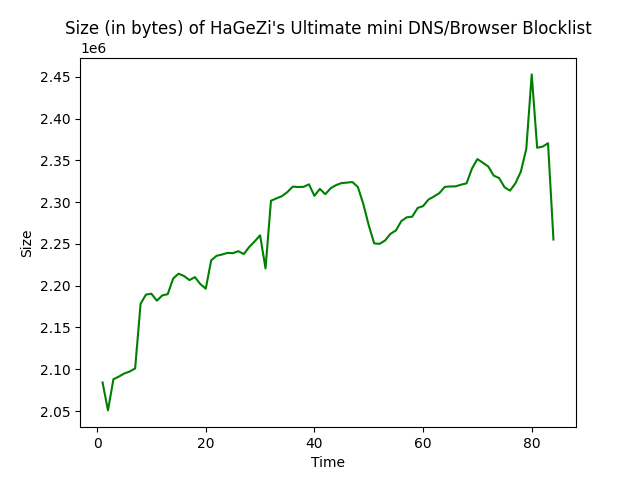 Size (in bytes) of HaGeZi's Ultimate mini DNS/Browser Blocklist
1e6
2.45
2.40
2.35
2.30
2.25
2.20
2.15
2.10
2.05
Size
0 20 40 60 80
Time